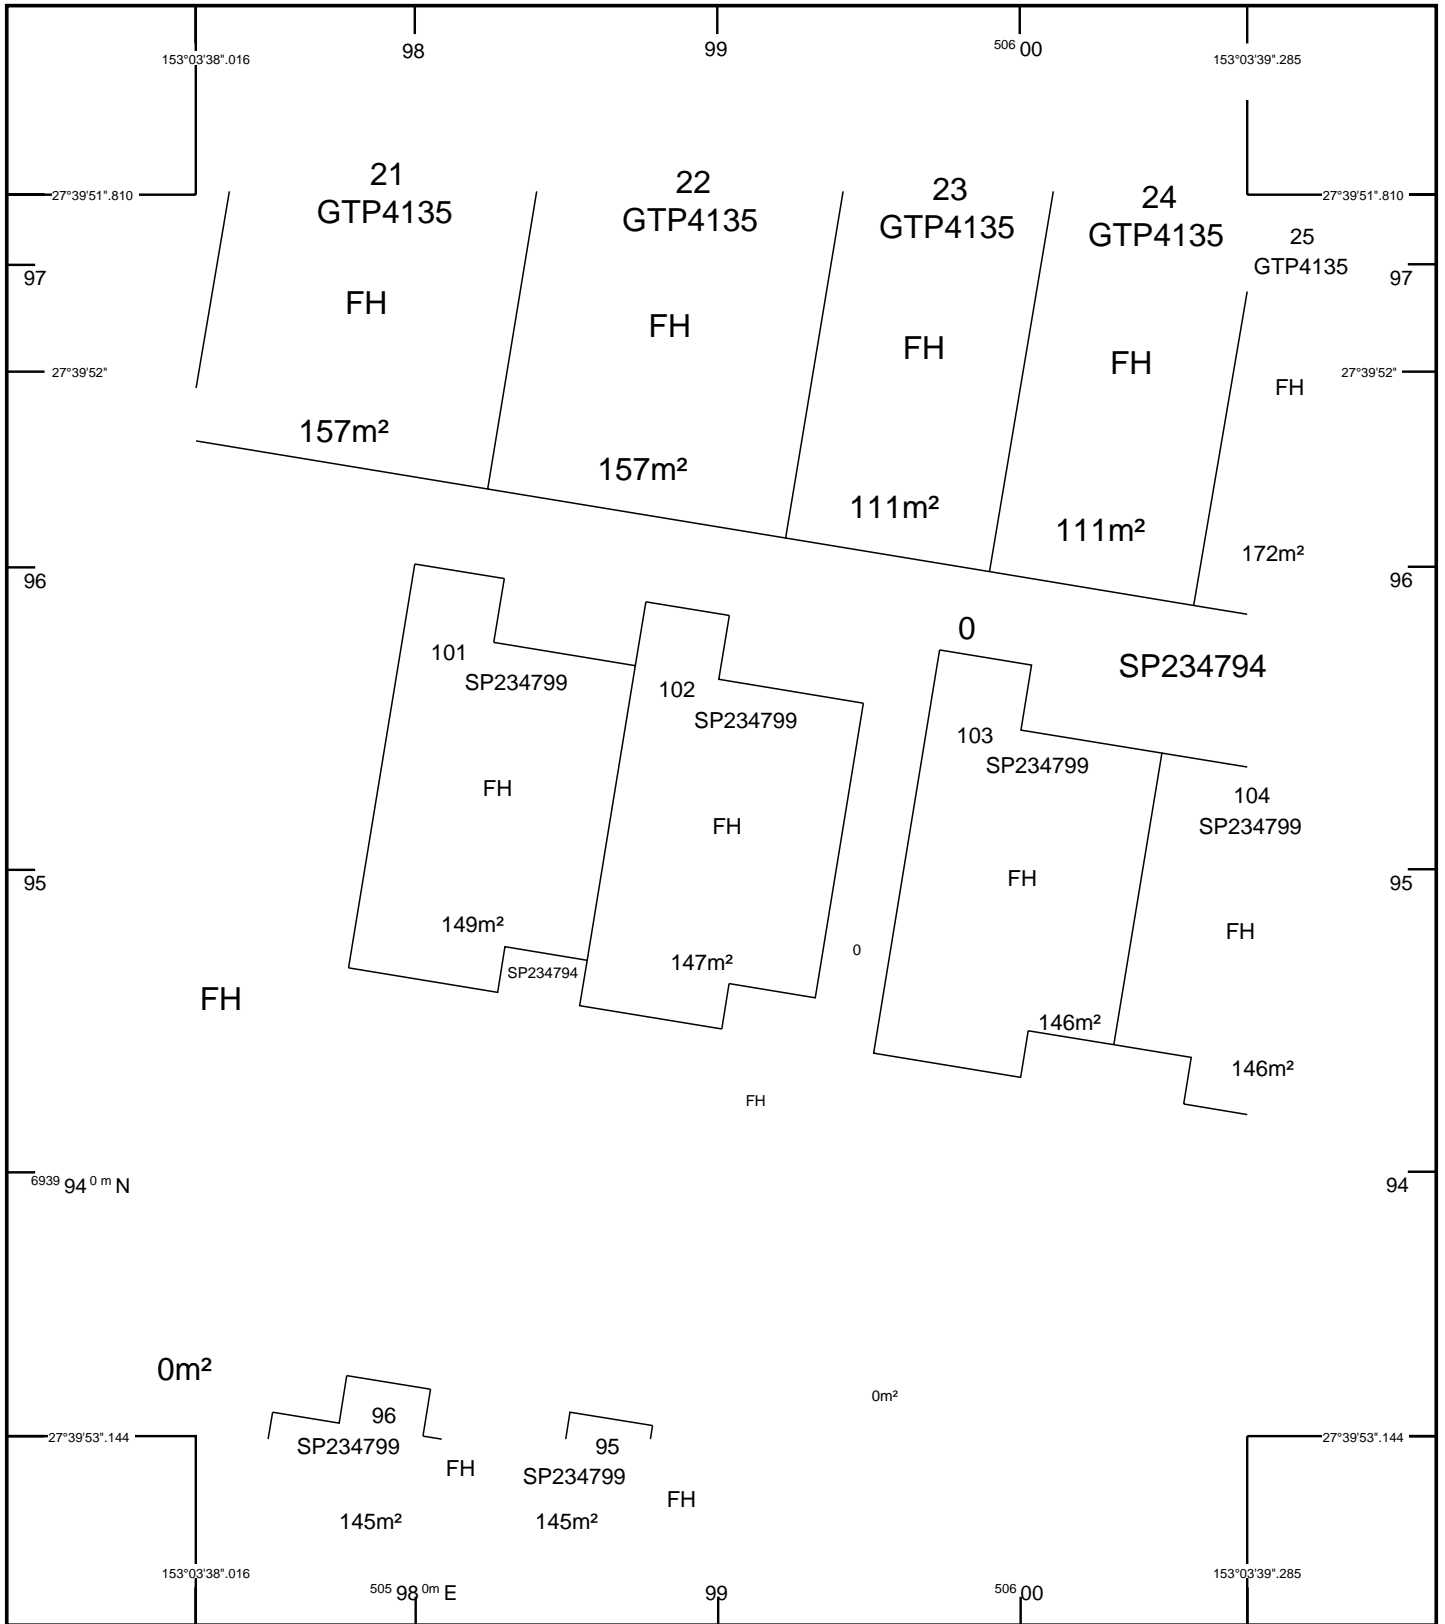 98
99
⁵⁰⁶ 00
153°03'38".016
153°03'39".285
21
GTP4135
22
GTP4135
23
GTP4135
24
GTP4135
27°39'51".810
27°39'51".810
25
GTP4135
97
97
FH
FH
FH
FH
27°39'52"
27°39'52"
FH
157m²
157m²
111m²
111m²
172m²
96
96
0
SP234794
101
SP234799
102
SP234799
103
SP234799
104
SP234799
FH
FH
FH
95
95
149m²
FH
0
147m²
SP234794
FH
146m²
146m²
FH
⁶⁹³⁹ 94 ⁰ ᵐ N
94
0m²
0m²
96
SP234799
95
SP234799
27°39'53".144
27°39'53".144
FH
FH
145m²
145m²
153°03'38".016
153°03'39".285
⁵⁰⁵ 98 ⁰ᵐ E
99
⁵⁰⁶ 00